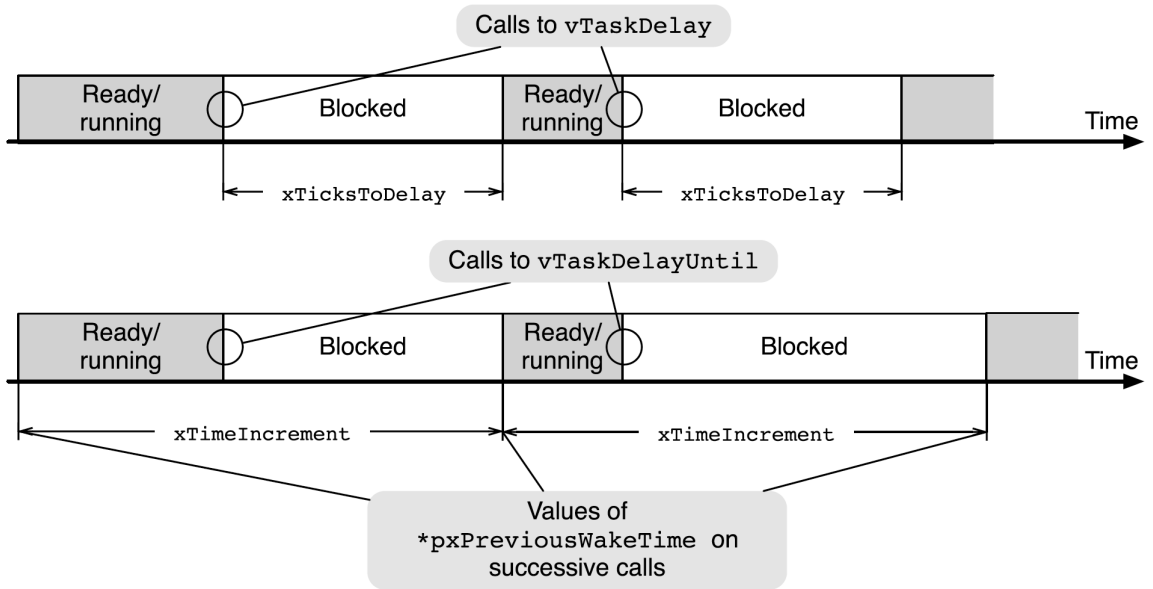 Calls to vTaskDelay
Ready/
running
Blocked
Ready/
running
Blocked
Time
xTicksToDelay
xTicksToDelay
Calls to vTaskDelayUntil
Ready/
running
Blocked
Ready/
running
Blocked
Time
xTimeIncrement
xTimeIncrement
Values of
*pxPreviousWakeTime on
successive calls